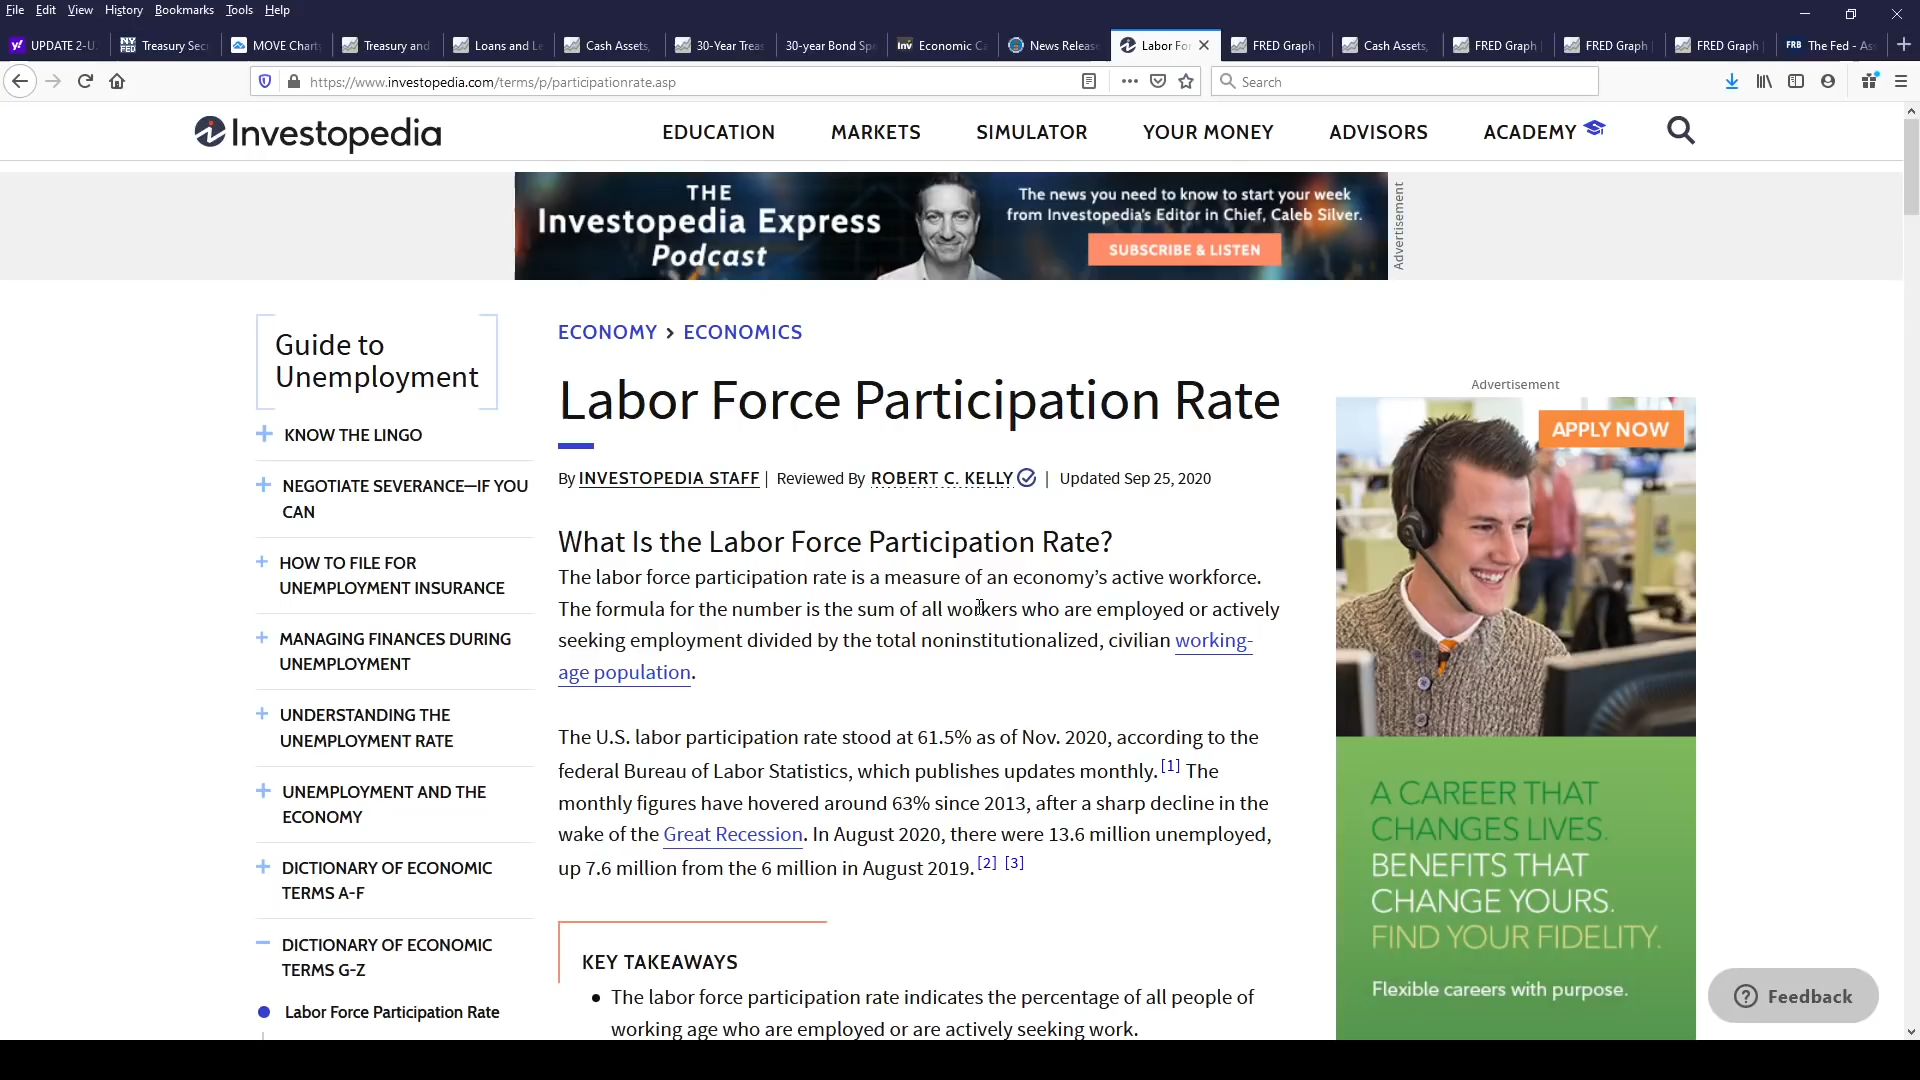 File Edit View History Bookmarks Tools Help
UPDATE 2-U. Treasury Sec MOVE Chart Treasury and Loans and Le Cash Assets, 30-Year Trea 30-year Bond Sp Economic Ca News Releas Labor Fo FRED Graph Cash Assets, FRED Graph FRED Graph FRED Graph The Fed - As
https://www.investopedia.com/terms/p/participationrate.asp
Search
Investopedia
EDUCATION MARKETS SIMULATOR YOUR MONEY ADVISORS ACADEMY
THE
Investopedia Express
Podcast
The news you need to know to start your week
from Investopedia's Editor in Chief, Caleb Silver.
SUBSCRIBE & LISTEN
Advertisement
Guide to
Unemployment
KNOW THE LINGO
NEGOTIATE SEVERANCE—IF YOU
CAN
HOW TO FILE FOR
UNEMPLOYMENT INSURANCE
MANAGING FINANCES DURING
UNEMPLOYMENT
UNDERSTANDING THE
UNEMPLOYMENT RATE
UNEMPLOYMENT AND THE
ECONOMY
DICTIONARY OF ECONOMIC
TERMS A-F
DICTIONARY OF ECONOMIC
TERMS G-Z
Labor Force Participation Rate
ECONOMY > ECONOMICS
Labor Force Participation Rate
By INVESTOPEDIA STAFF | Reviewed By ROBERT C. KELLY | Updated Sep 25, 2020
What Is the Labor Force Participation Rate?
The labor force participation rate is a measure of an economy's active workforce.
The formula for the number is the sum of all workers who are employed or actively
seeking employment divided by the total noninstitutionalized, civilian working-
age population.
The U.S. labor participation rate stood at 61.5% as of Nov. 2020, according to the
federal Bureau of Labor Statistics, which publishes updates monthly. [1] The
monthly figures have hovered around 63% since 2013, after a sharp decline in the
wake of the Great Recession. In August 2020, there were 13.6 million unemployed,
up 7.6 million from the 6 million in August 2019. [2] [3]
KEY TAKEAWAYS
• The labor force participation rate indicates the percentage of all people of
working age who are employed or are actively seeking work.
Advertisement
APPLY NOW
A CAREER THAT
CHANGES LIVES.
BENEFITS THAT
CHANGE YOURS.
FIND YOUR FIDELITY.
Flexible careers with purpose.
Feedback